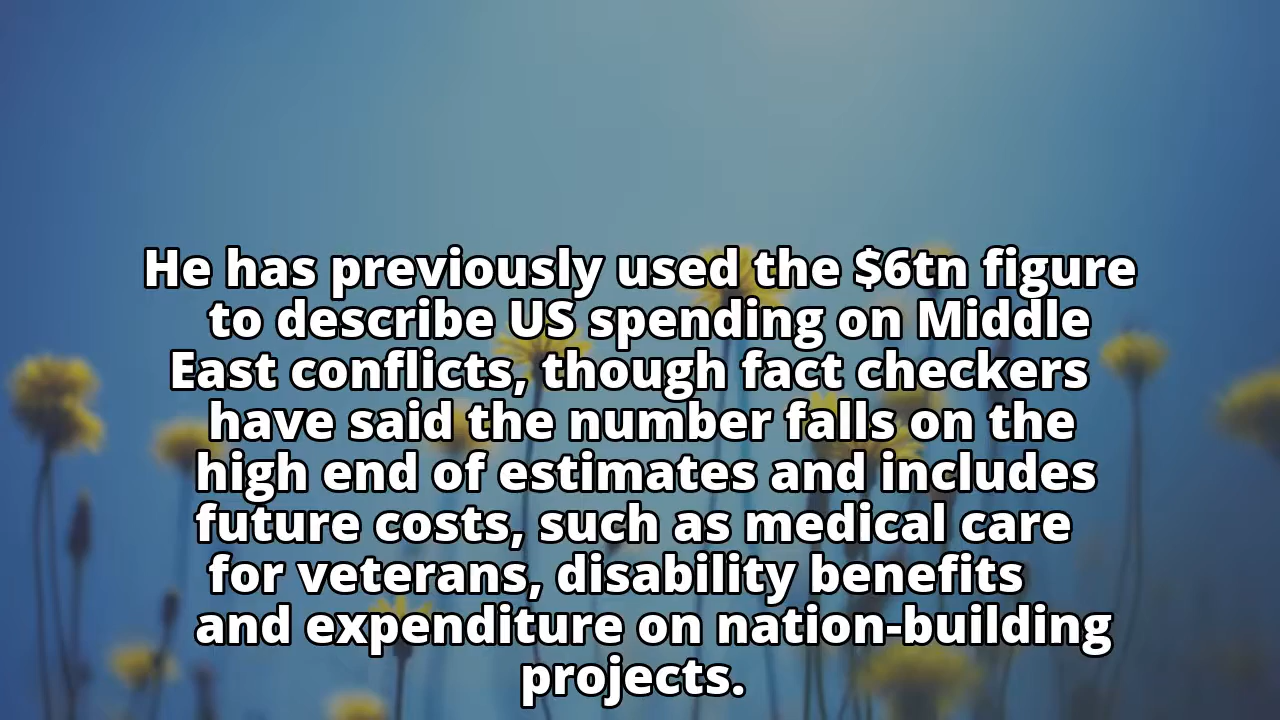 He has previously used the $6tn figure
to describe US spending on Middle
East conflicts, though fact checkers
have said the number falls on the
high end of estimates and includes
future costs, such as medical care
for veterans, disability benefits
and expenditure on nation-building
projects.